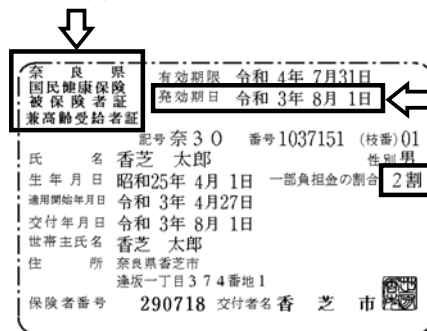 奈良県
国民健康保険
被保険者証
兼高齢受給者証
有効期限 令和 4年 7月31日
発効期日 令和 3年 8月 1日
記号 奈30 番号 1037151 (枝番) 01
氏名 香芝 太郎 性別 男
生年月日 昭和25年 4月 1日 一部負担金の割合 2割
適用開始年月日 令和 3年 4月27日
交付年月日 令和 3年 8月 1日
世帯主氏名 香芝 太郎
住所 奈良県香芝市
逢坂一丁目374番地1
保険者番号 290718 交付者名 香芝市